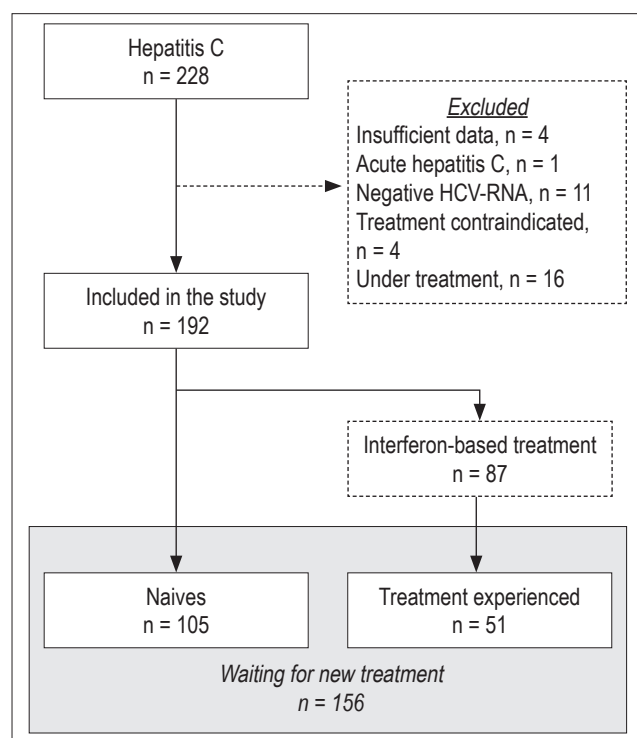 Hepatitis C
n = 228
Excluded
Insufficient data, n = 4
Acute hepatitis C, n = 1
Negative HCV-RNA, n = 11
Treatment contraindicated,
n = 4
Under treatment, n = 16
Included in the study
n = 192
Interferon-based treatment
n = 87
Naives
n = 105
Treatment experienced
n = 51
Waiting for new treatment
n = 156